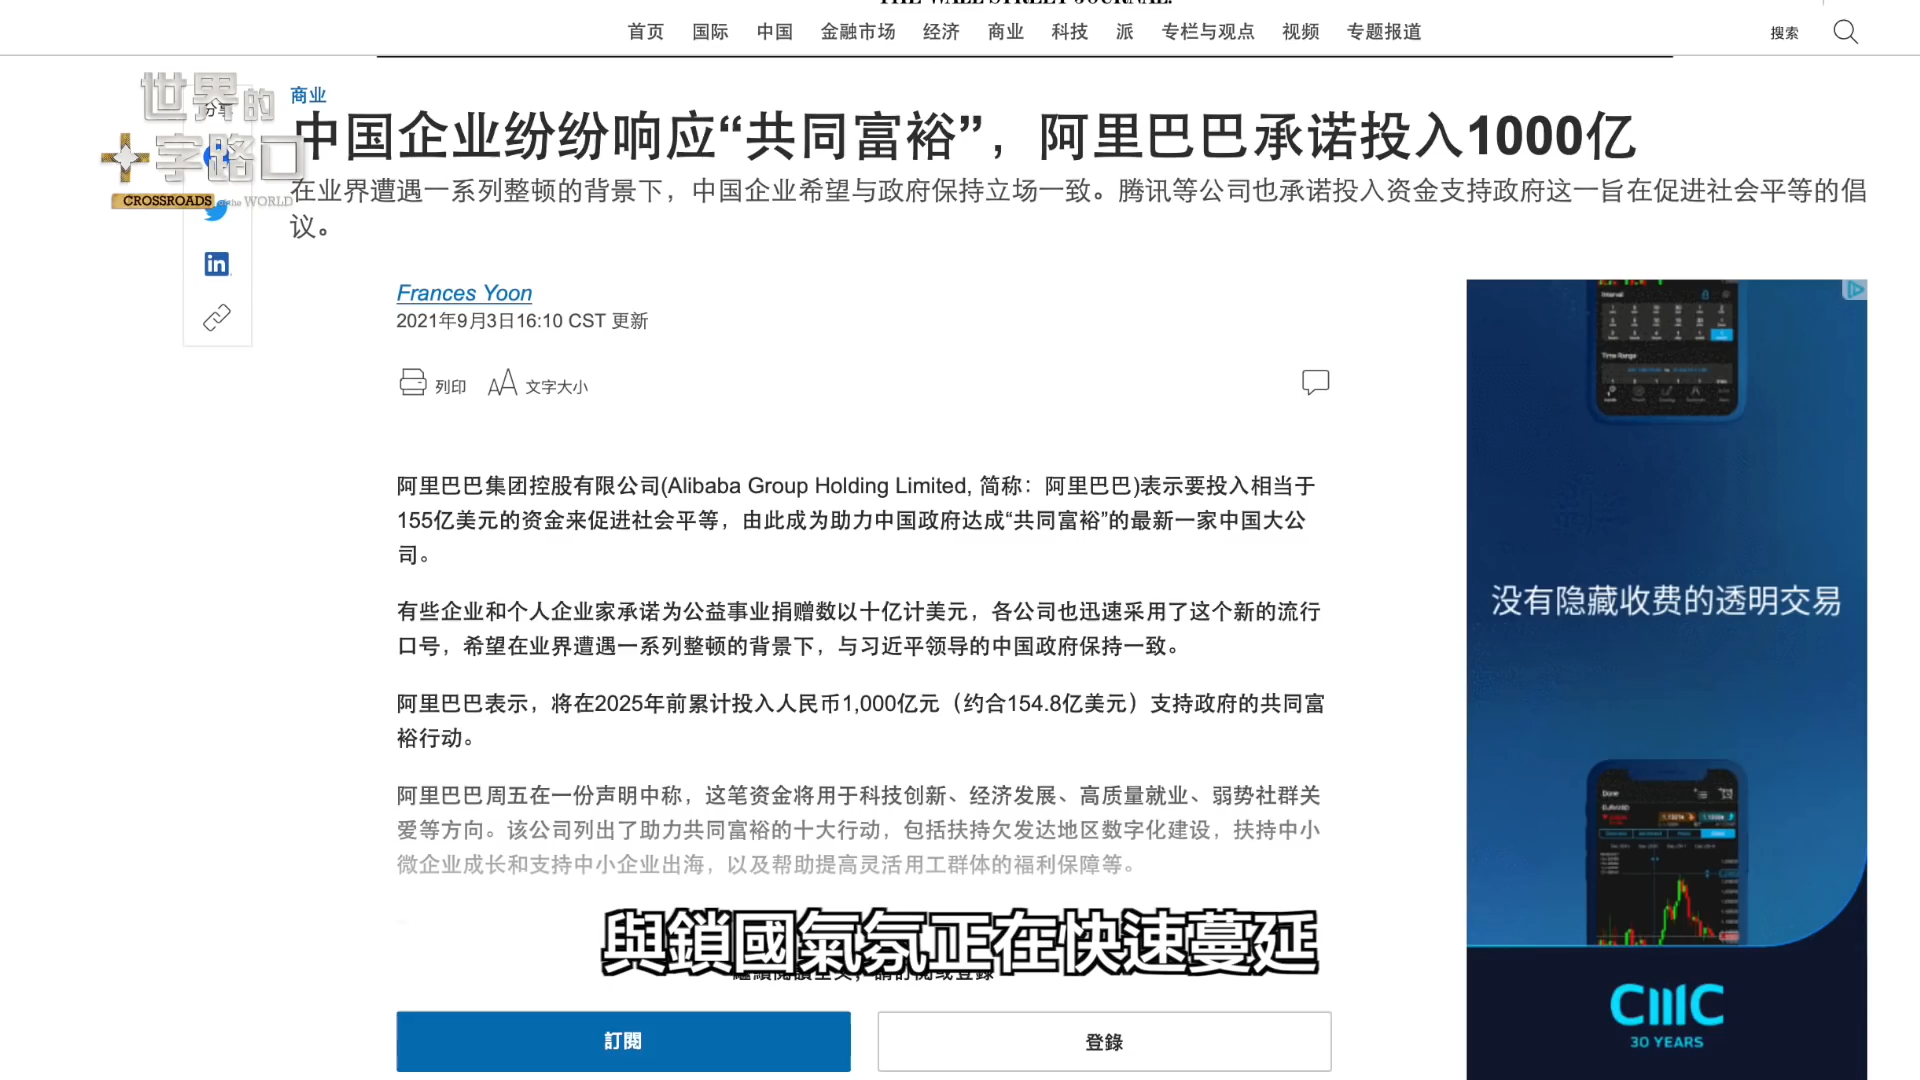 THE WALL STREET JOURNAL.
首页 国际 中国 金融市场 经济 商业 科技 派 专栏与观点 视频 专题报道 搜索
世界的
十字路口
CROSSROADS of the WORLD
分享
商业
中国企业纷纷响应“共同富裕”，阿里巴巴承诺投入1000亿
在业界遭遇一系列整顿的背景下，中国企业希望与政府保持立场一致。腾讯等公司也承诺投入资金支持政府这一旨在促进社会平等的倡
议。
Frances Yoon
2021年9月3日16:10 CST 更新
列印 文字大小
阿里巴巴集团控股有限公司(Alibaba Group Holding Limited, 简称：阿里巴巴)表示要投入相当于
155亿美元的资金来促进社会平等，由此成为助力中国政府达成“共同富裕”的最新一家中国大公
司。
有些企业和个人企业家承诺为公益事业捐赠数以十亿计美元，各公司也迅速采用了这个新的流行
口号，希望在业界遭遇一系列整顿的背景下，与习近平领导的中国政府保持一致。
阿里巴巴表示，将在2025年前累计投入人民币1,000亿元（约合154.8亿美元）支持政府的共同富
裕行动。
阿里巴巴周五在一份声明中称，这笔资金将用于科技创新、经济发展、高质量就业、弱势社群关
爱等方向。该公司列出了助力共同富裕的十大行动，包括扶持欠发达地区数字化建设，扶持中小
微企业成长和支持中小企业出海，以及帮助提高灵活用工群体的福利保障等。
與鎖國氣氛正在快速蔓延
訂閱
登錄
Interval
Time Range
没有隐藏收费的透明交易
Done
CMC
30 YEARS